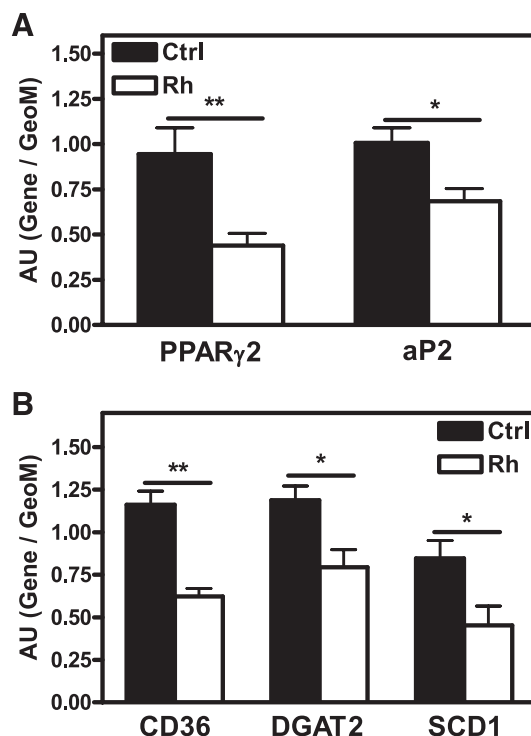 A
1.50
1.25
1.00
0.75
0.50
0.25
0.00
AU (Gene / GeoM)
Ctrl
Rh
**
*
PPARγ2
aP2
B
1.50
1.25
1.00
0.75
0.50
0.25
0.00
AU (Gene / GeoM)
Ctrl
Rh
**
*
*
CD36
DGAT2
SCD1